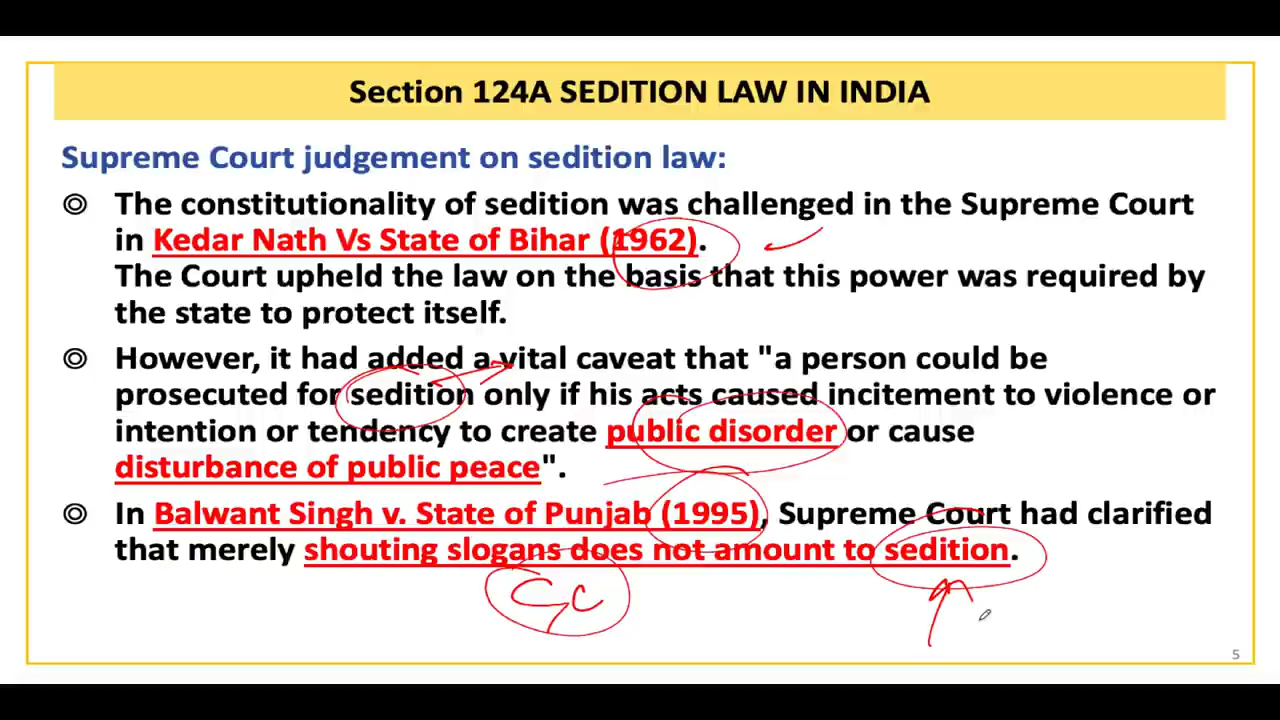 Section 124A SEDITION LAW IN INDIA
Supreme Court judgement on sedition law:
The constitutionality of sedition was challenged in the Supreme Court
in Kedar Nath Vs State of Bihar (1962).
The Court upheld the law on the basis that this power was required by
the state to protect itself.
However, it had added a vital caveat that "a person could be
prosecuted for sedition only if his acts caused incitement to violence or
intention or tendency to create public disorder or cause
disturbance of public peace".
In Balwant Singh v. State of Punjab (1995), Supreme Court had clarified
that merely shouting slogans does not amount to sedition.
5